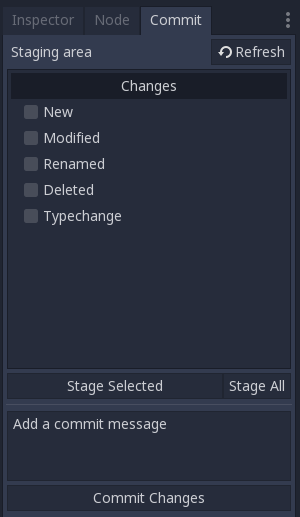 Inspector Node Commit
Staging area Refresh
Changes
New
Modified
Renamed
Deleted
Typechange
Stage Selected Stage All
Add a commit message
Commit Changes